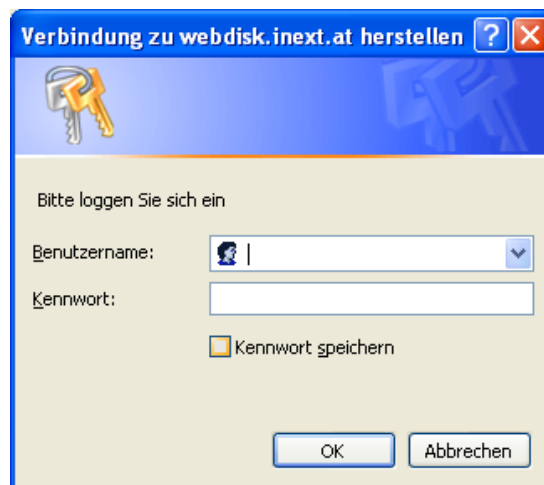 Verbindung zu webdisk.inext.at herstellen
Bitte loggen Sie sich ein
Benutzername:
Kennwort:
Kennwort speichern
OK Abbrechen